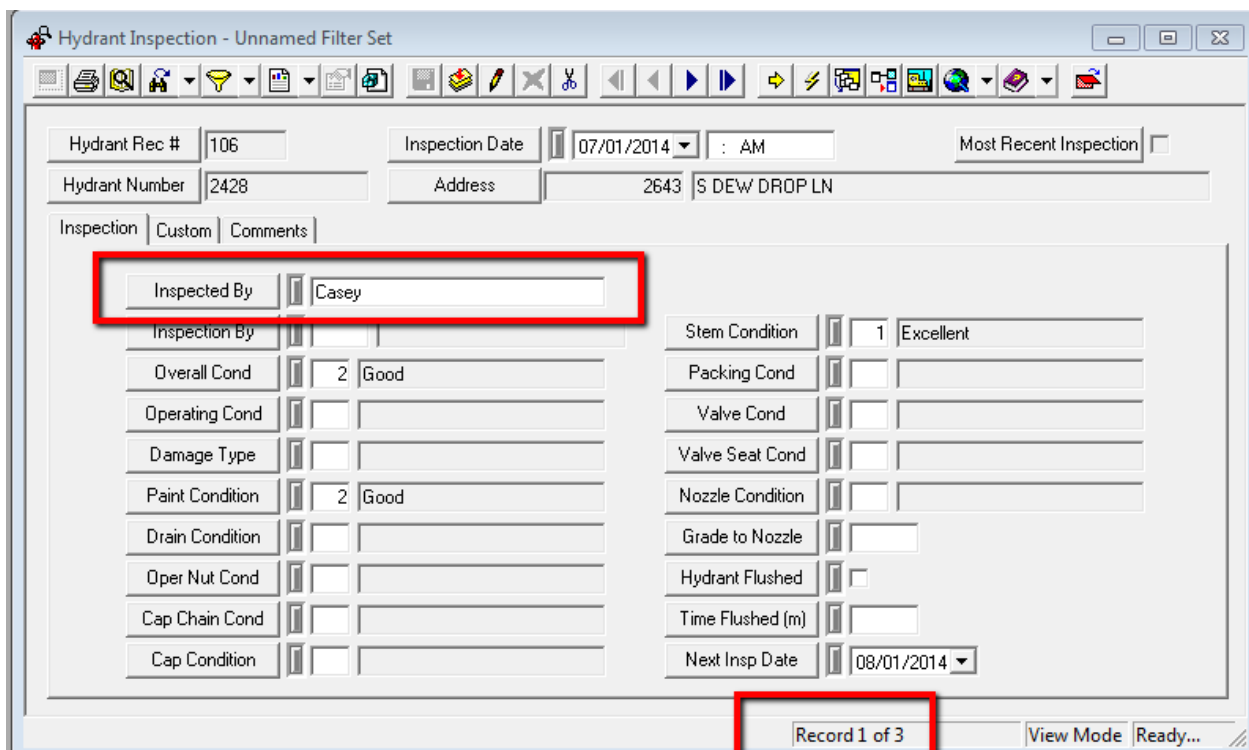 Hydrant Inspection - Unnamed Filter Set
Hydrant Rec # 106 Inspection Date 07/01/2014 : AM Most Recent Inspection
Hydrant Number 2428 Address 2643 S DEW DROP LN
Inspection Custom Comments
Inspected By Casey
Inspection By Stem Condition 1 Excellent
Overall Cond 2 Good Packing Cond
Operating Cond Valve Cond
Damage Type Valve Seat Cond
Paint Condition 2 Good Nozzle Condition
Drain Condition Grade to Nozzle
Oper Nut Cond Hydrant Flushed
Cap Chain Cond Time Flushed (m)
Cap Condition Next Insp Date 08/01/2014
Record 1 of 3 View Mode Ready...